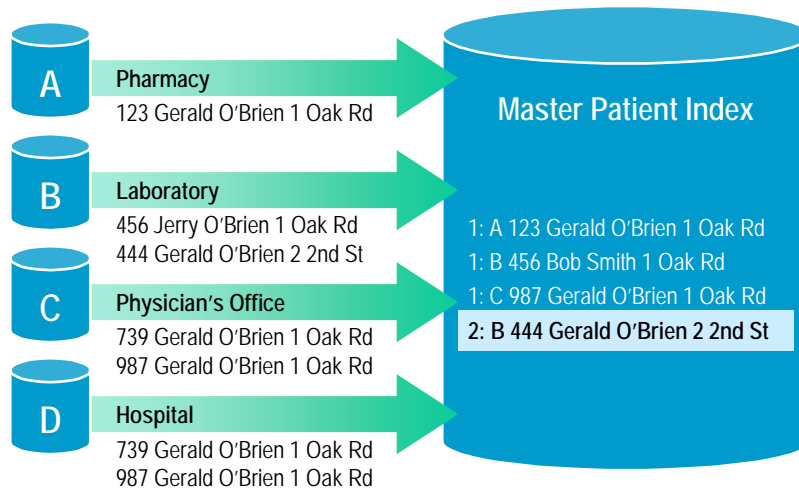 A
Pharmacy
123 Gerald O'Brien 1 Oak Rd
B
Laboratory
456 Jerry O'Brien 1 Oak Rd
444 Gerald O'Brien 2 2nd St
C
Physician's Office
739 Gerald O'Brien 1 Oak Rd
987 Gerald O'Brien 1 Oak Rd
D
Hospital
739 Gerald O'Brien 1 Oak Rd
987 Gerald O'Brien 1 Oak Rd
Master Patient Index
1: A 123 Gerald O'Brien 1 Oak Rd
1: B 456 Bob Smith 1 Oak Rd
1: C 987 Gerald O'Brien 1 Oak Rd
2: B 444 Gerald O'Brien 2 2nd St